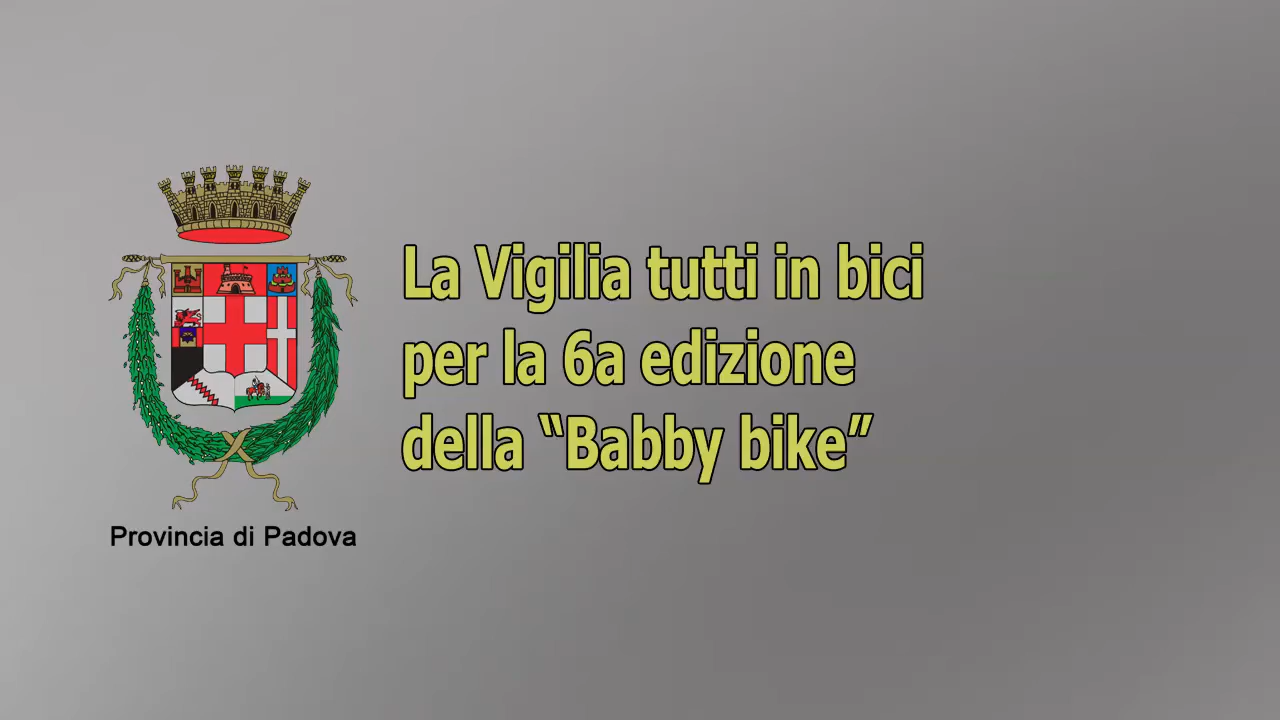 La Vigilia tutti in bici
per la 6a edizione
della “Babby bike”
Provincia di Padova